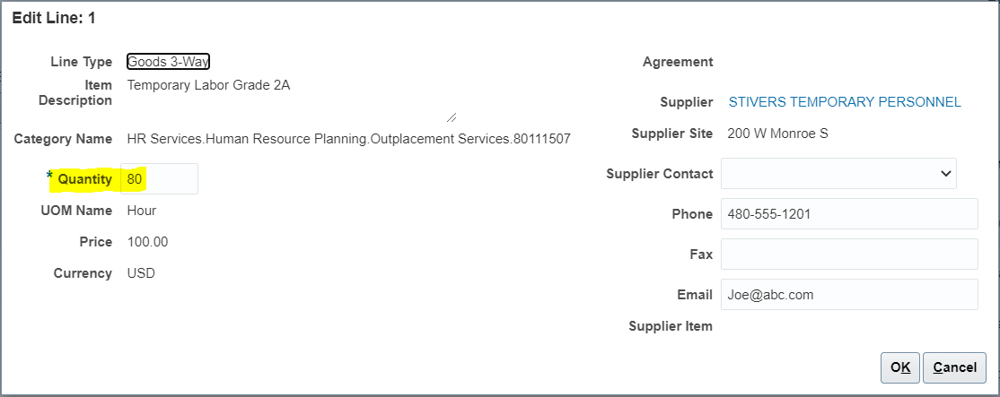 Edit Line: 1
Line Type Goods 3-Way
Item Description Temporary Labor Grade 2A
Category Name HR Services.Human Resource Planning.Outplacement Services.80111507
* Quantity 80
UOM Name Hour
Price 100.00
Currency USD
Agreement
Supplier STIVERS TEMPORARY PERSONNEL
Supplier Site 200 W Monroe S
Supplier Contact
Phone 480-555-1201
Fax
Email Joe@abc.com
Supplier Item
OK Cancel